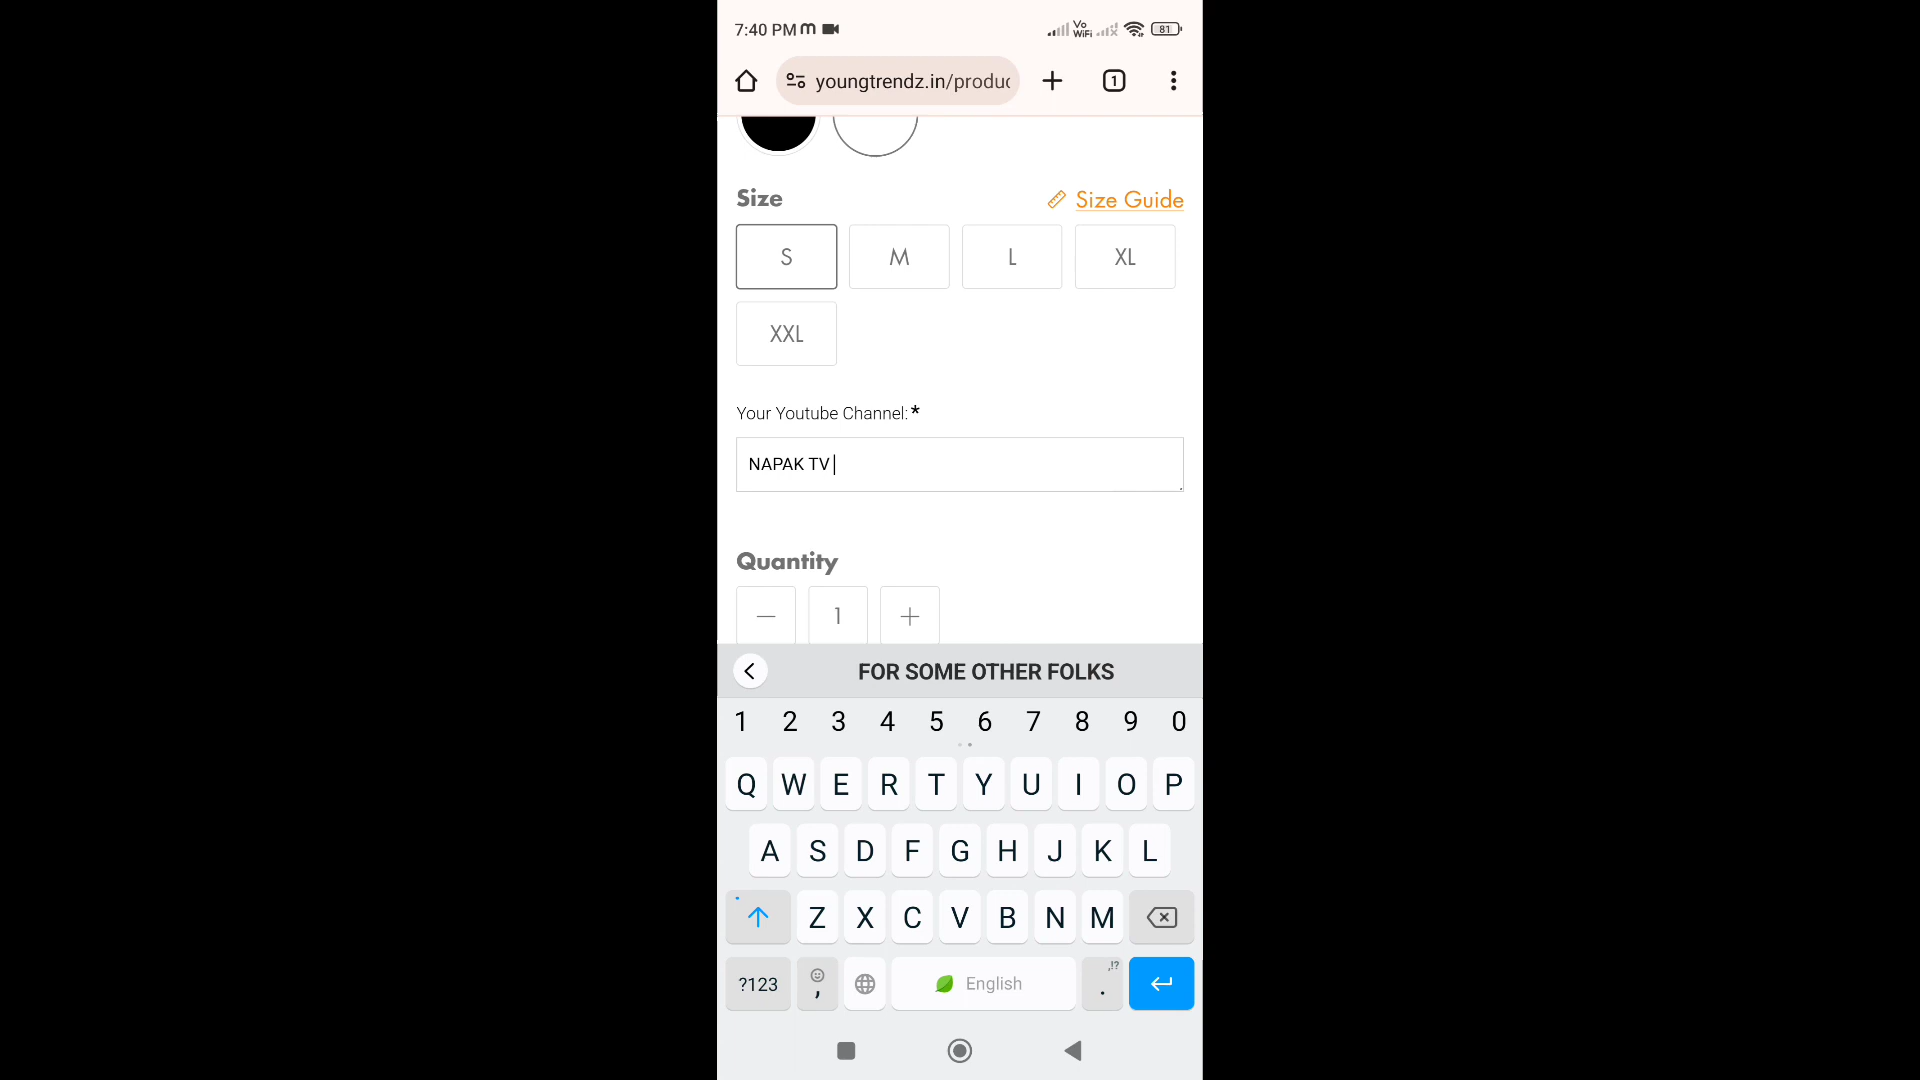 7:40 PM
Vo WiFi
81
youngtrendz.in/produc
1
Size
Size Guide
S M L XL
XXL
Your Youtube Channel:*
NAPAK TV
Quantity
— 1 +
FOR SOME OTHER FOLKS
1 2 3 4 5 6 7 8 9 0
Q W E R T Y U I O P
A S D F G H J K L
Z X C V B N M
,!?
?123 , English .